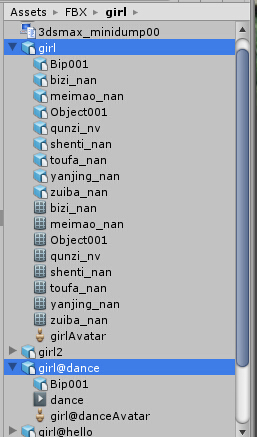 Assets ▸ FBX ▸ girl ▸
3dsmax_minidump00
girl
Bip001
bizi_nan
meimao_nan
Object001
qunzi_nv
shenti_nan
toufa_nan
yanjing_nan
zuiba_nan
bizi_nan
meimao_nan
Object001
qunzi_nv
shenti_nan
toufa_nan
yanjing_nan
zuiba_nan
girlAvatar
girl2
girl@dance
Bip001
dance
girl@danceAvatar
girl@hello